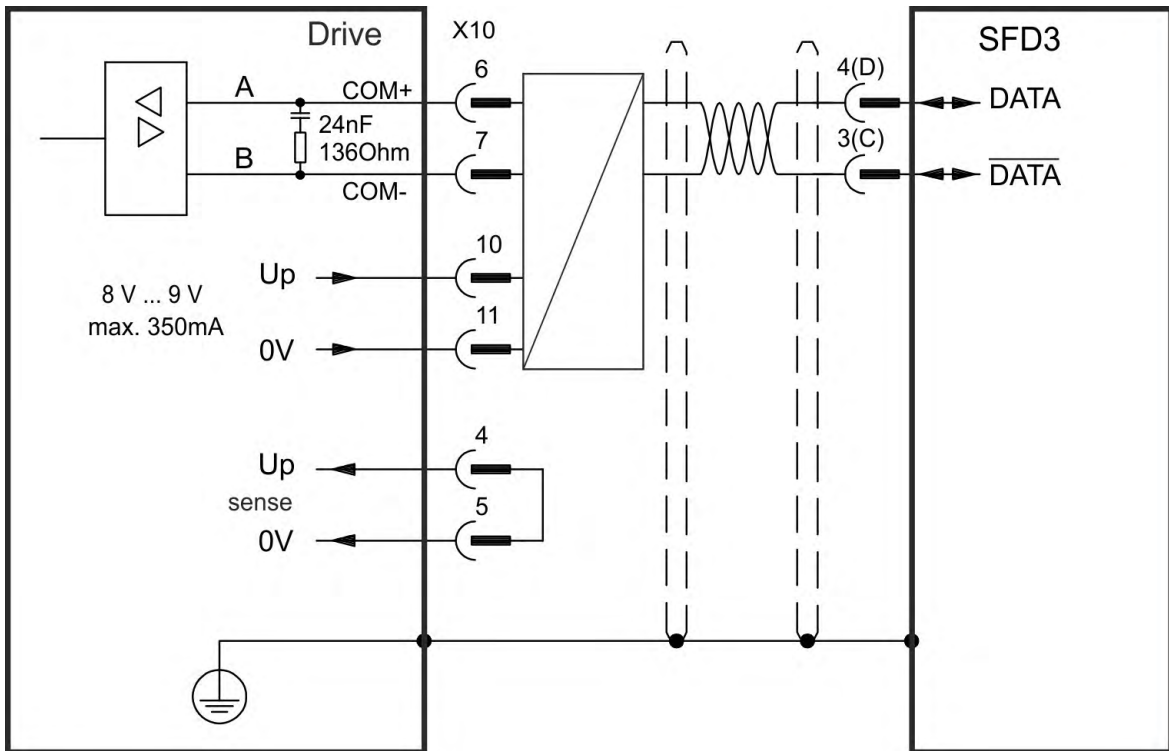 Drive
X10
SFD3
6
4(D)
A
COM+
DATA
24nF
136Ohm
7
3(C)
B
COM-
DATA
10
Up
8 V ... 9 V
max. 350mA
11
0V
4
Up
sense
5
0V